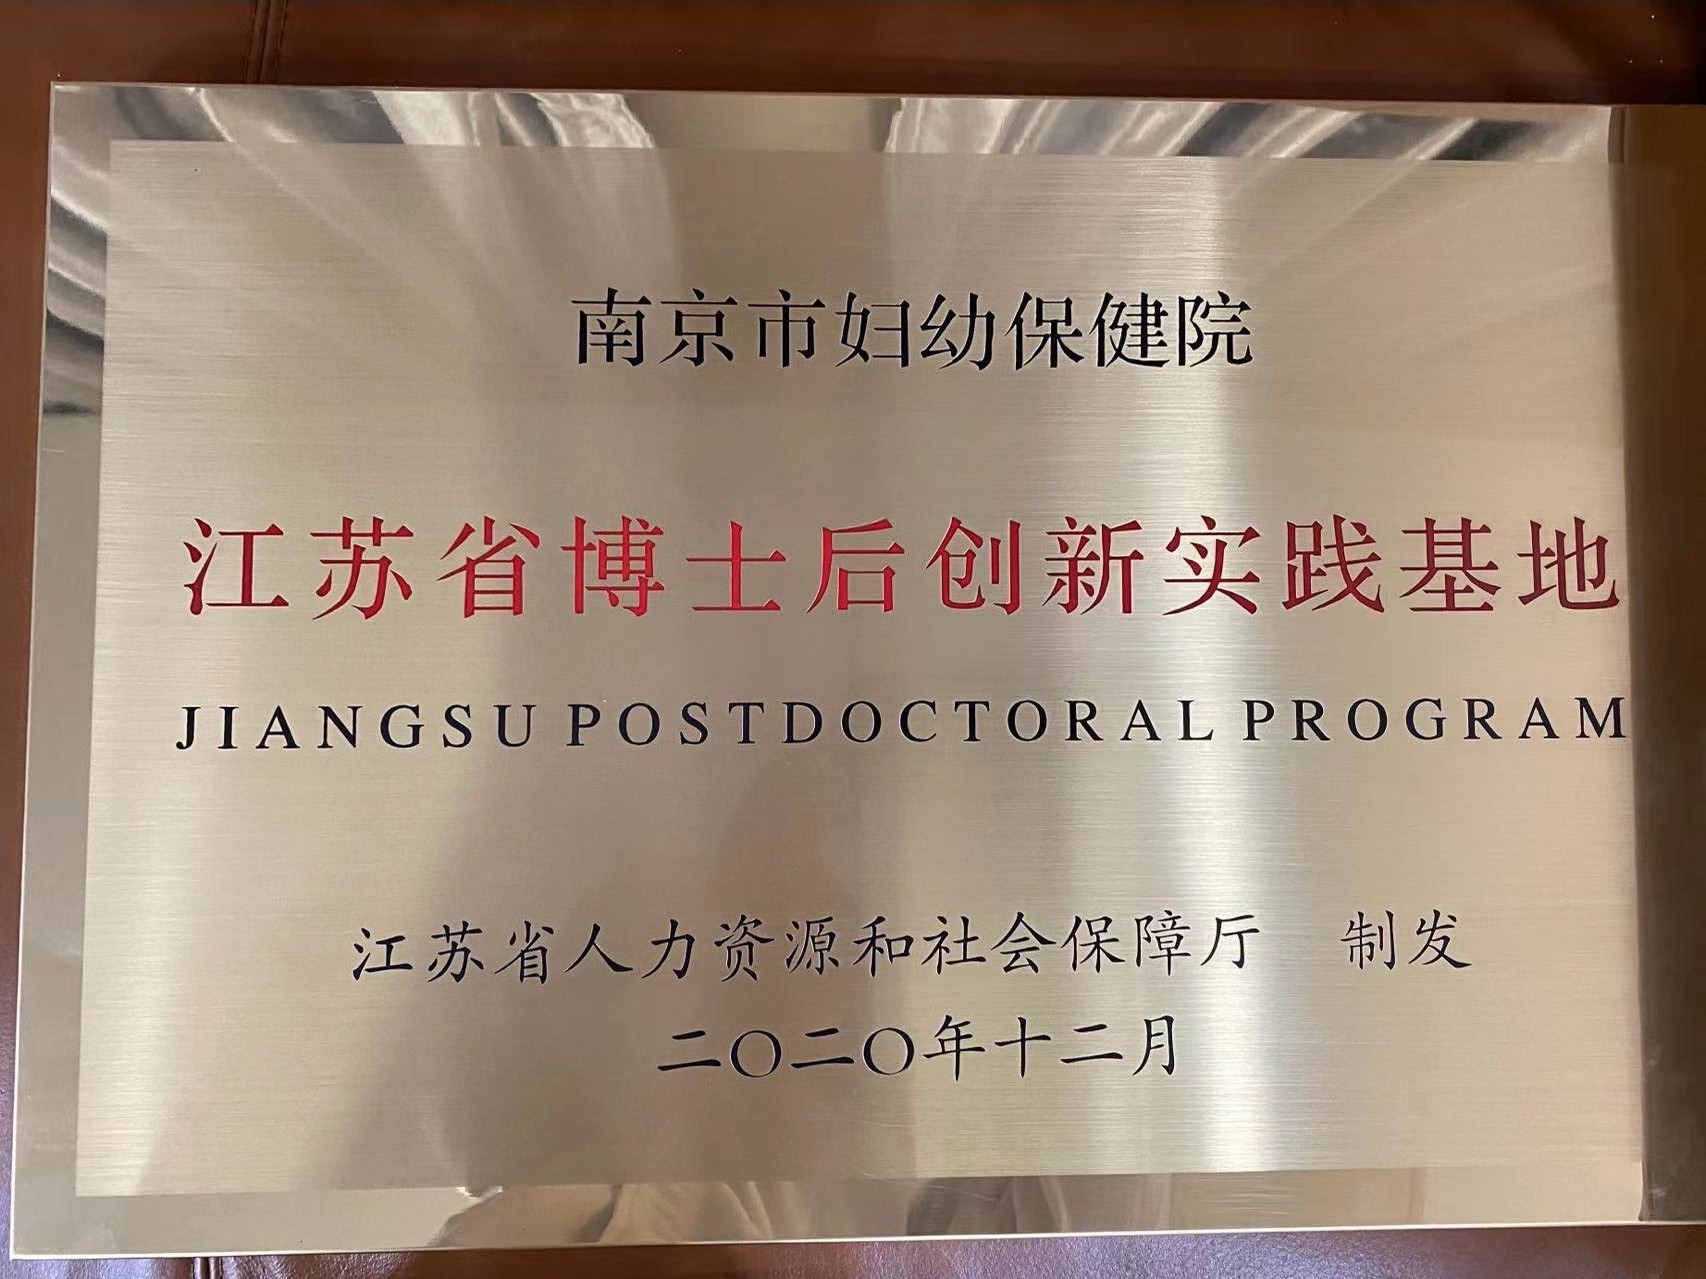 南京市妇幼保健院
江苏省博士后创新实践基地
JIANGSU POSTDOCTORAL PROGRAM
江苏省人力资源和社会保障厅 制发
二〇二〇年十二月